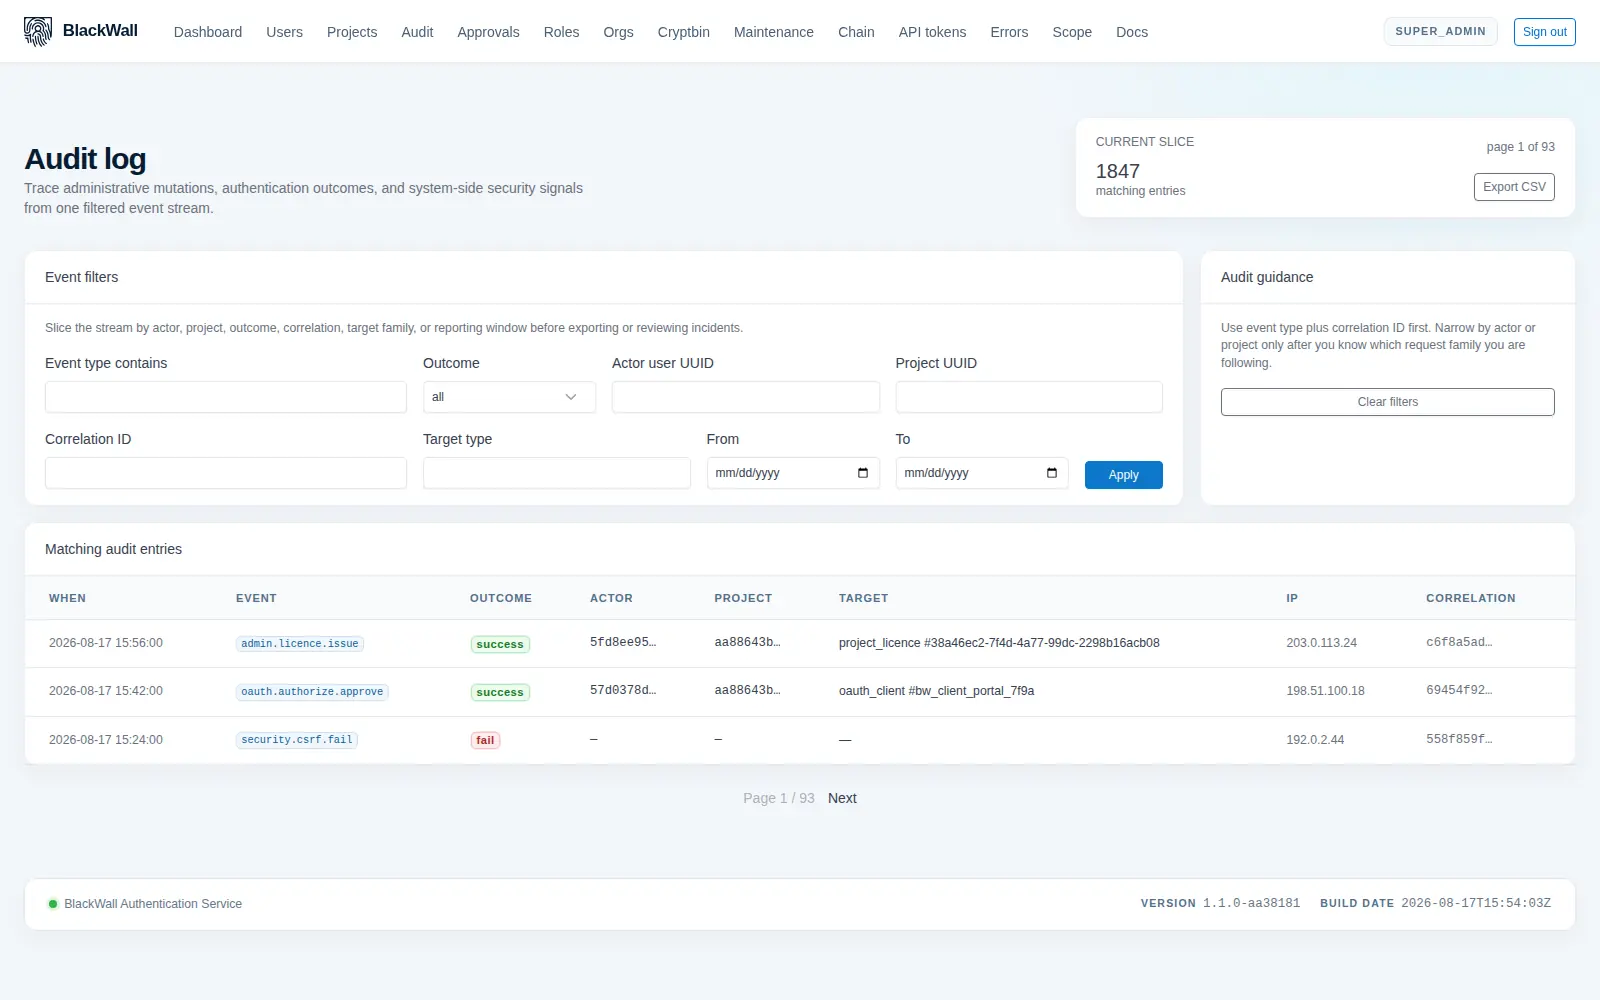 BlackWall
Dashboard Users Projects Audit Approvals Roles Orgs Cryptbin Maintenance Chain API tokens Errors Scope Docs
SUPER_ADMIN
Sign out
Audit log
Trace administrative mutations, authentication outcomes, and system-side security signals
from one filtered event stream.
CURRENT SLICE
1847
matching entries
page 1 of 93
Export CSV
Event filters
Slice the stream by actor, project, outcome, correlation, target family, or reporting window before exporting or reviewing incidents.
Event type contains Outcome Actor user UUID Project UUID
all
Correlation ID Target type From To
mm/dd/yyyy mm/dd/yyyy Apply
Audit guidance
Use event type plus correlation ID first. Narrow by actor or
project only after you know which request family you are
following.
Clear filters
Matching audit entries
WHEN EVENT OUTCOME ACTOR PROJECT TARGET IP CORRELATION
2026-08-17 15:56:00 admin.licence.issue success 5fd8ee95… aa88643b… project_licence #38a46ec2-7f4d-4a77-99dc-2298b16acb08 203.0.113.24 c6f8a5ad…
2026-08-17 15:42:00 oauth.authorize.approve success 57d0378d… aa88643b… oauth_client #bw_client_portal_7f9a 198.51.100.18 69454f92…
2026-08-17 15:24:00 security.csrf.fail fail — — — 192.0.2.44 558f859f…
Page 1 / 93 Next
BlackWall Authentication Service
VERSION 1.1.0-aa38181 BUILD DATE 2026-08-17T15:54:03Z